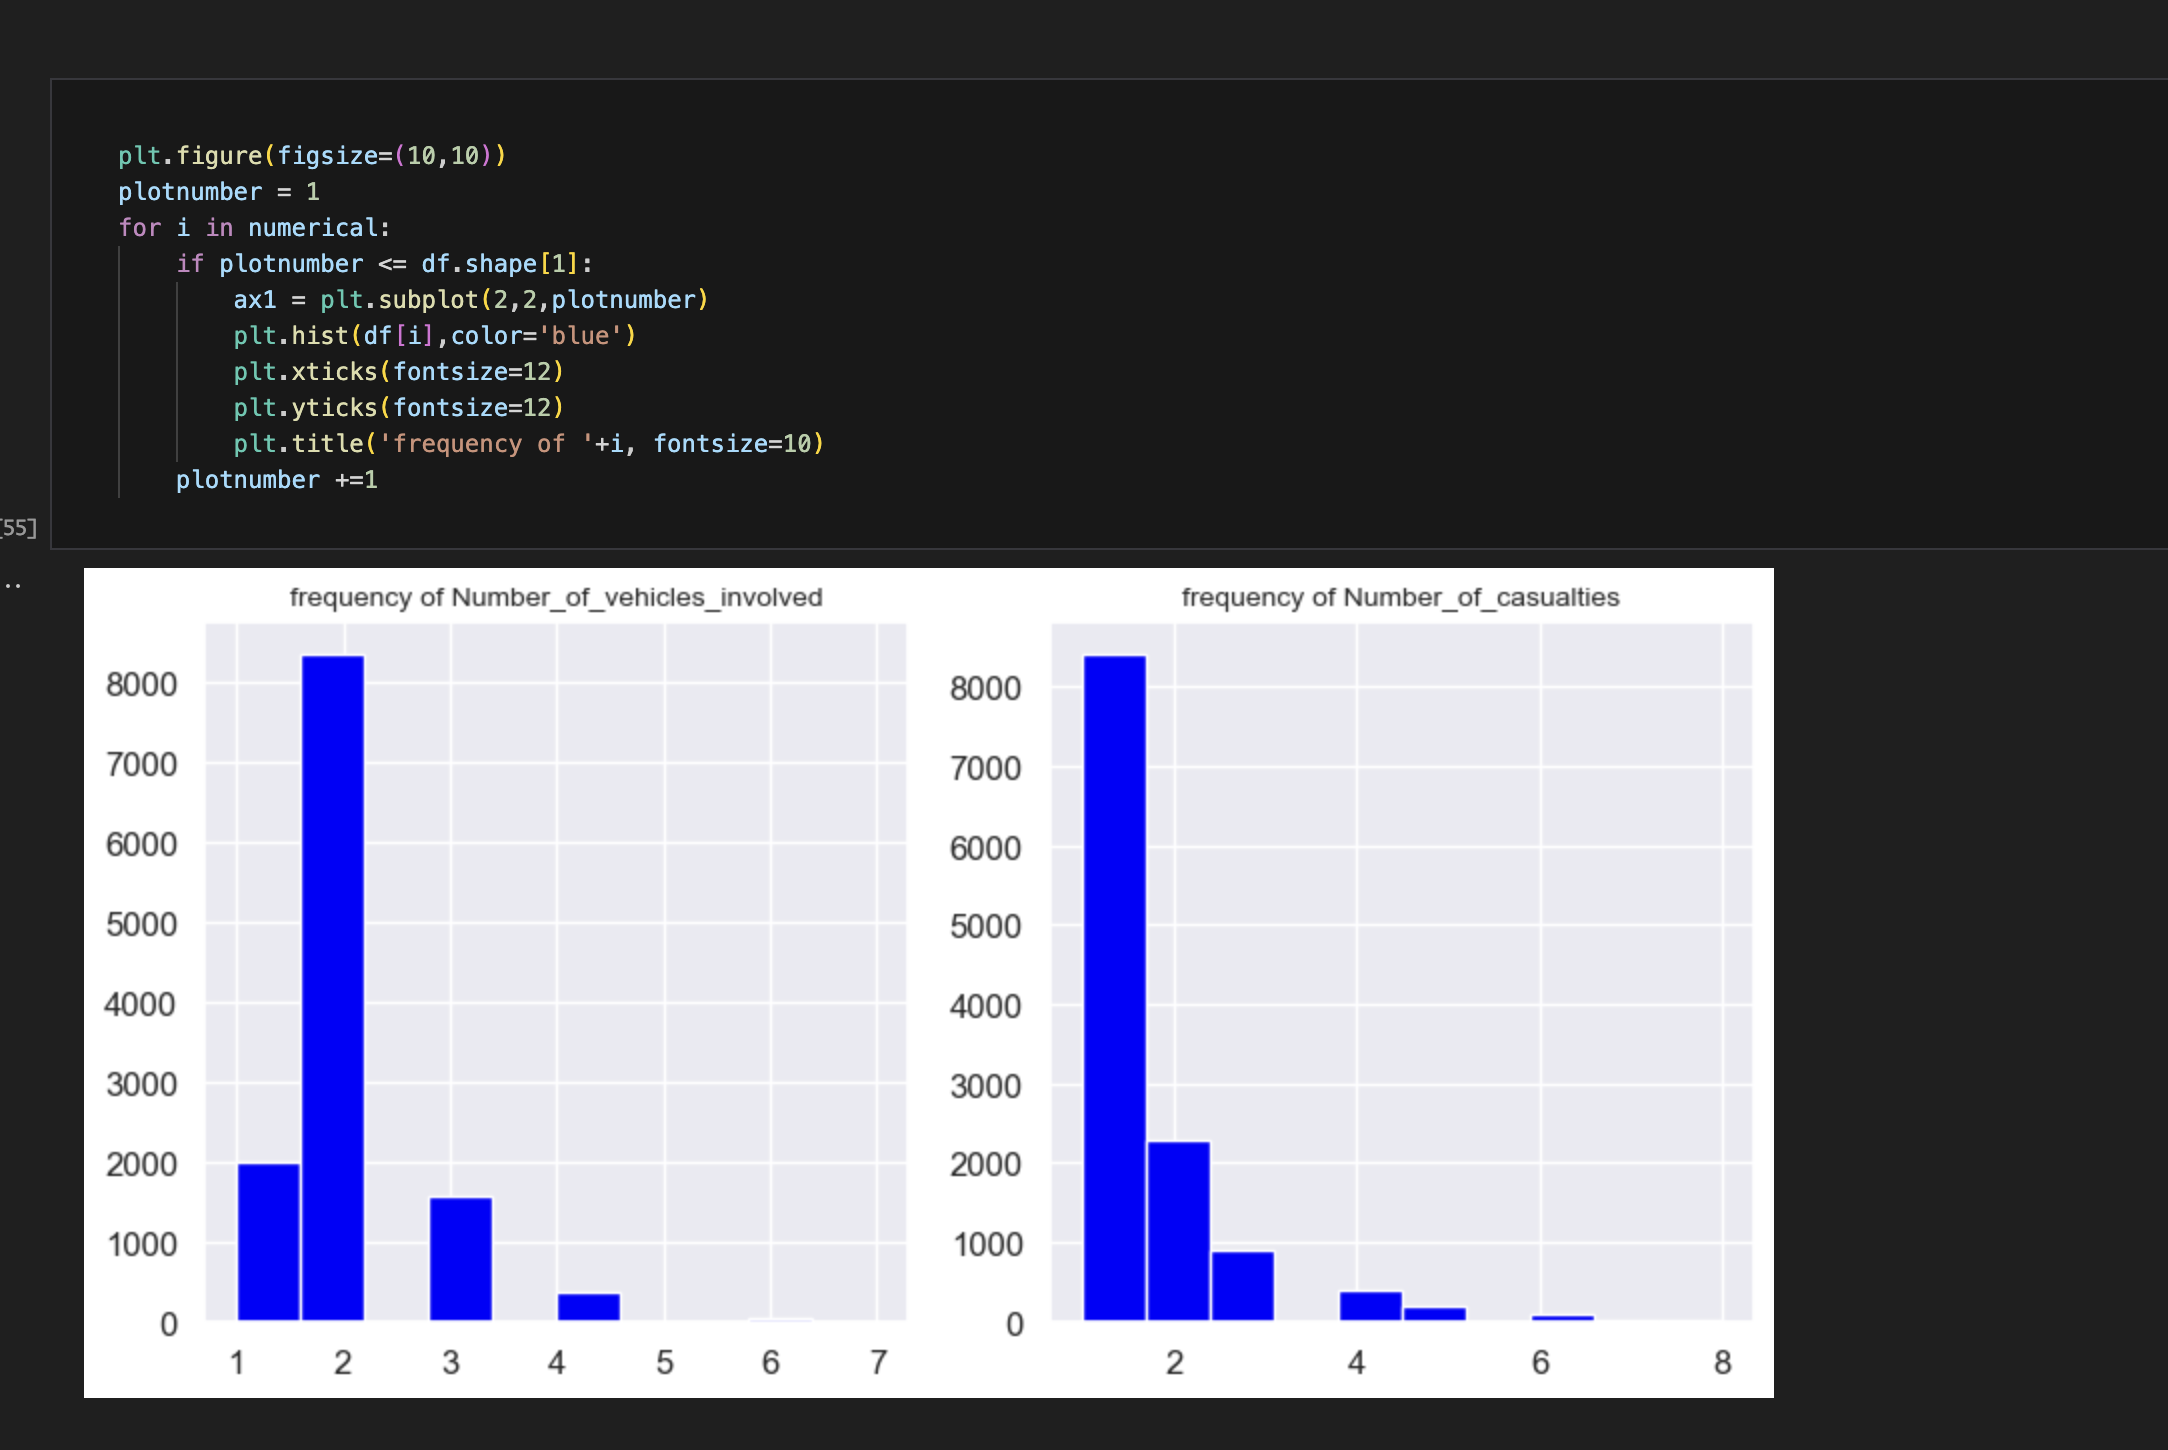 plt.figure(figsize=(10,10))
plotnumber = 1
for i in numerical:
    if plotnumber <= df.shape[1]:
        ax1 = plt.subplot(2,2,plotnumber)
        plt.hist(df[i],color='blue')
        plt.xticks(fontsize=12)
        plt.yticks(fontsize=12)
        plt.title('frequency of '+i, fontsize=10)
    plotnumber +=1
[55]
..
frequency of Number_of_vehicles_involved
8000
7000
6000
5000
4000
3000
2000
1000
0
1 2 3 4 5 6 7
frequency of Number_of_casualties
8000
7000
6000
5000
4000
3000
2000
1000
0
2 4 6 8